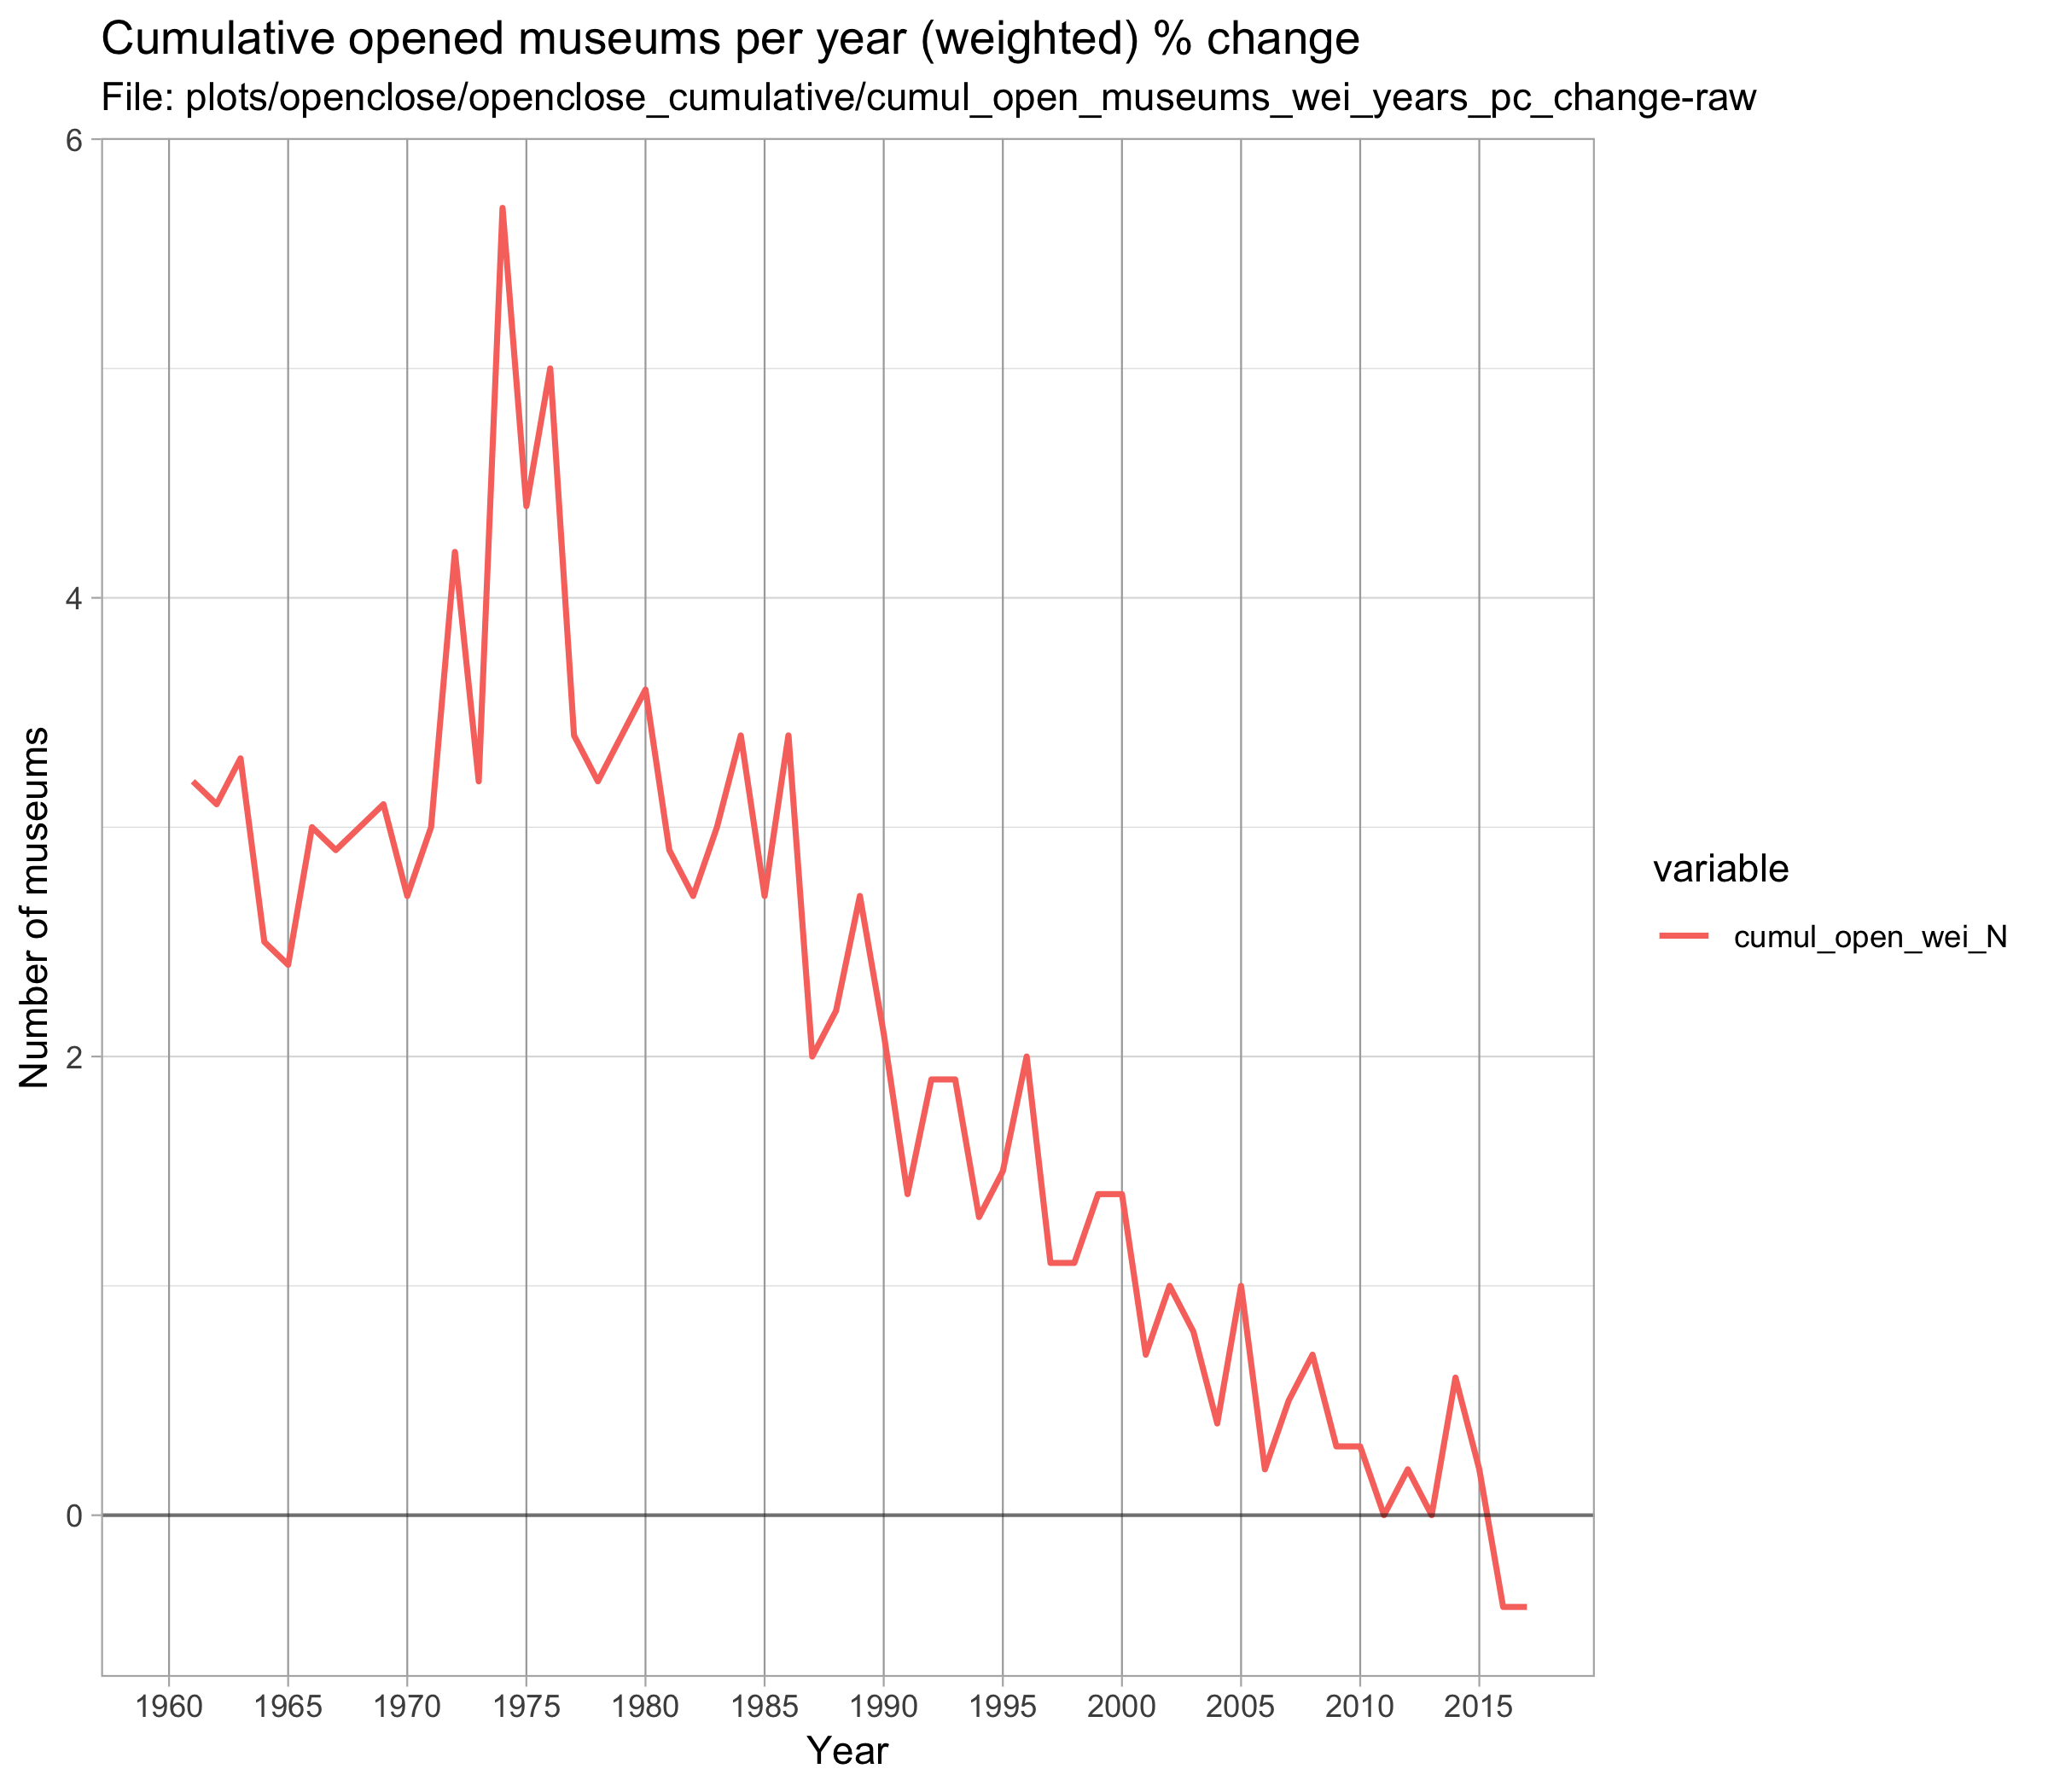 Cumulative opened museums per year (weighted) % change
File: plots/openclose/openclose_cumulative/cumul_open_museums_wei_years_pc_change-raw
6
4
2
0
Number of museums
1960 1965 1970 1975 1980 1985 1990 1995 2000 2005 2010 2015
Year
variable
cumul_open_wei_N